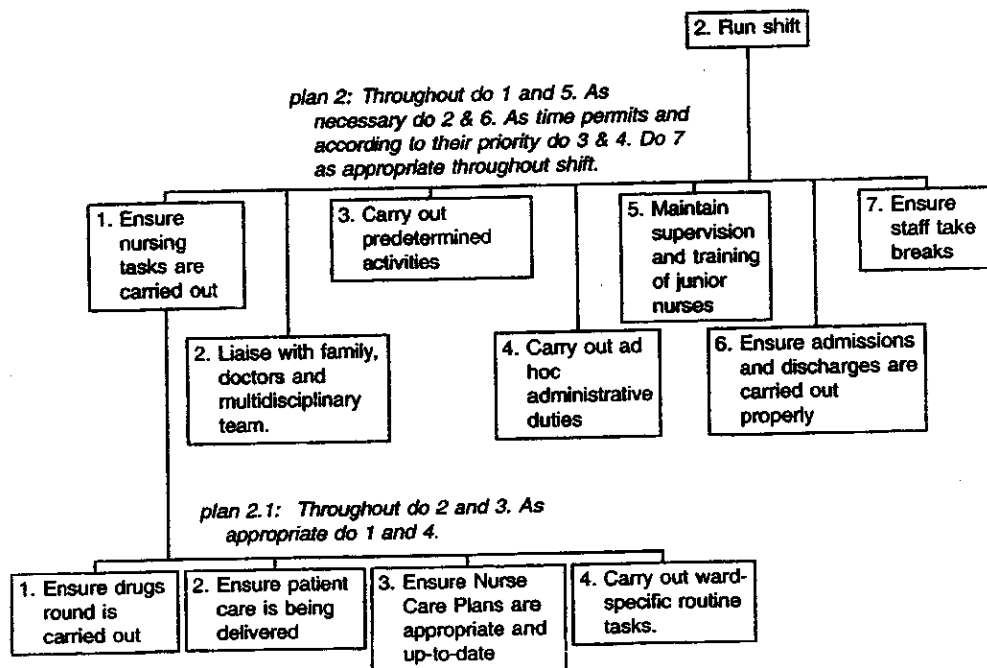 2. Run shift
plan 2: Throughout do 1 and 5. As
necessary do 2 & 6. As time permits and
according to their priority do 3 & 4. Do 7
as appropriate throughout shift.
1. Ensure
nursing
tasks are
carried out
3. Carry out
predetermined
activities
5. Maintain
supervision
and training
of junior
nurses
7. Ensure
staff take
breaks
2. Liaise with family,
doctors and
multidisciplinary
team.
4. Carry out ad
hoc
administrative
duties
6. Ensure admissions
and discharges are
carried out
properly
plan 2.1: Throughout do 2 and 3. As
appropriate do 1 and 4.
1. Ensure drugs
round is
carried out
2. Ensure patient
care is being
delivered
3. Ensure Nurse
Care Plans are
appropriate and
up-to-date
4. Carry out ward-
specific routine
tasks.